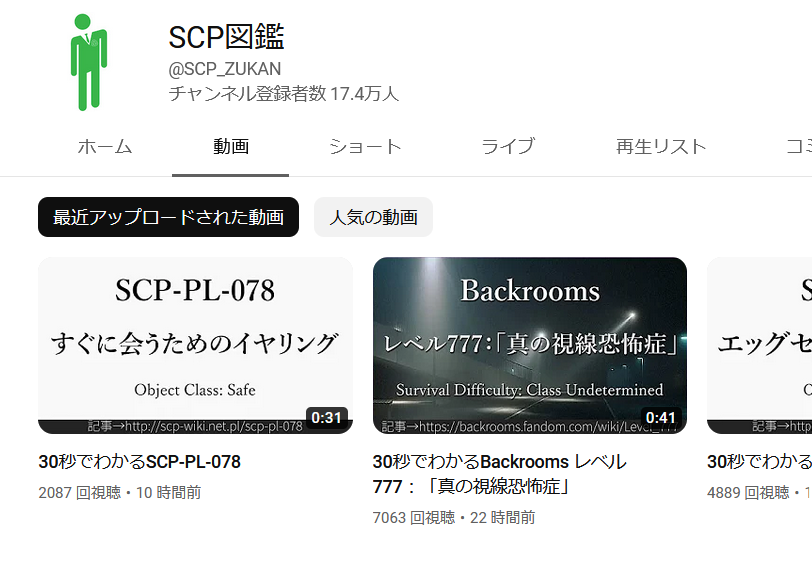 SCP図鑑
@SCP_ZUKAN
チャンネル登録者数 17.4万人
ホーム 動画 ショート ライブ 再生リスト コミ
最近アップロードされた動画 人気の動画
SCP-PL-078
すぐに会うためのイヤリング
Object Class: Safe
記事→http://scp-wiki.net.pl/scp-pl-078
0:31
30秒でわかるSCP-PL-078
2087 回視聴・10 時間前
Backrooms
レベル777:「真の視線恐怖症」
Survival Difficulty: Class Undetermined
記事→https://backrooms.fandom.com/wiki/Level_777
0:41
30秒でわかるBackrooms レベル
777：「真の視線恐怖症」
7063 回視聴・22 時間前
S
エッグセ
O
記事→http
30秒でわかる
4889 回視聴・1